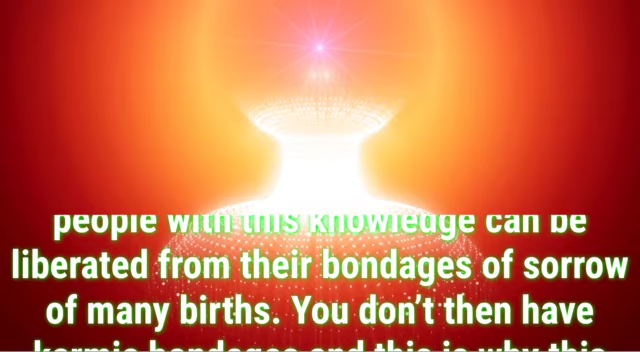 people with this knowledge can be
liberated from their bondages of sorrow
of many births. You don't then have
karmic bondages and this is why this